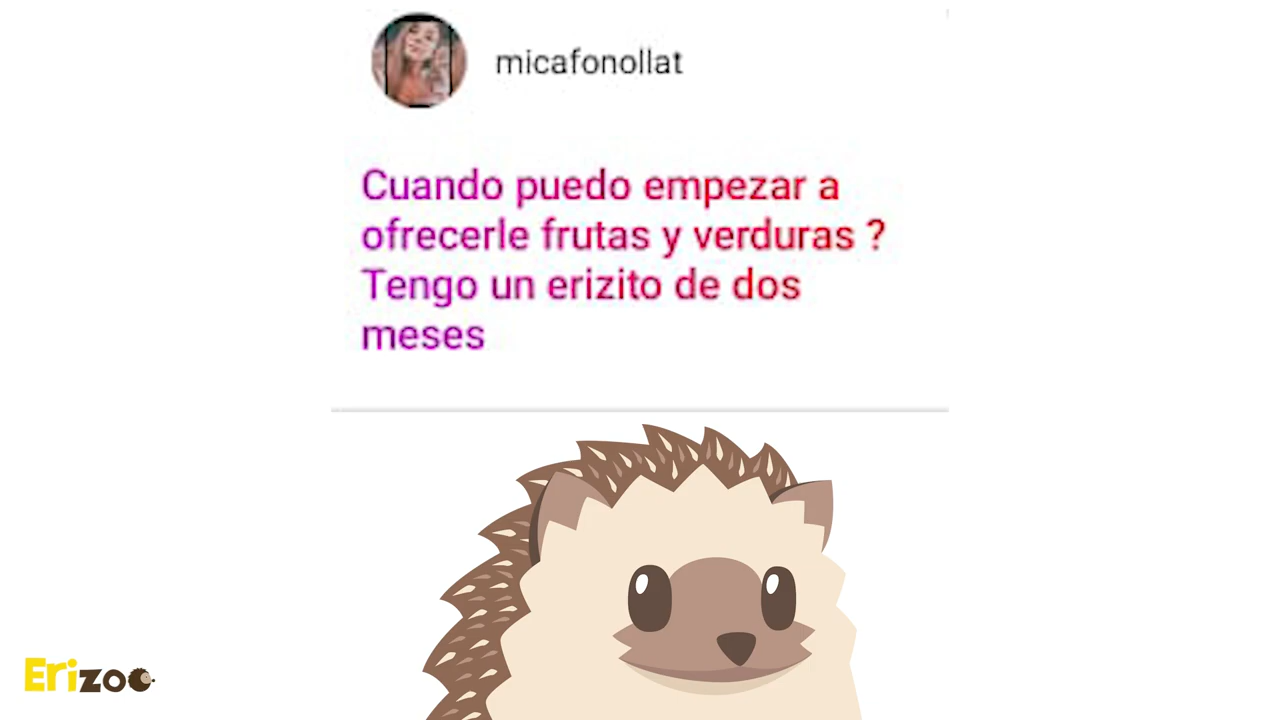 micafonollat
Cuando puedo empezar a
ofrecerle frutas y verduras ?
Tengo un erizito de dos
meses
Erizoo